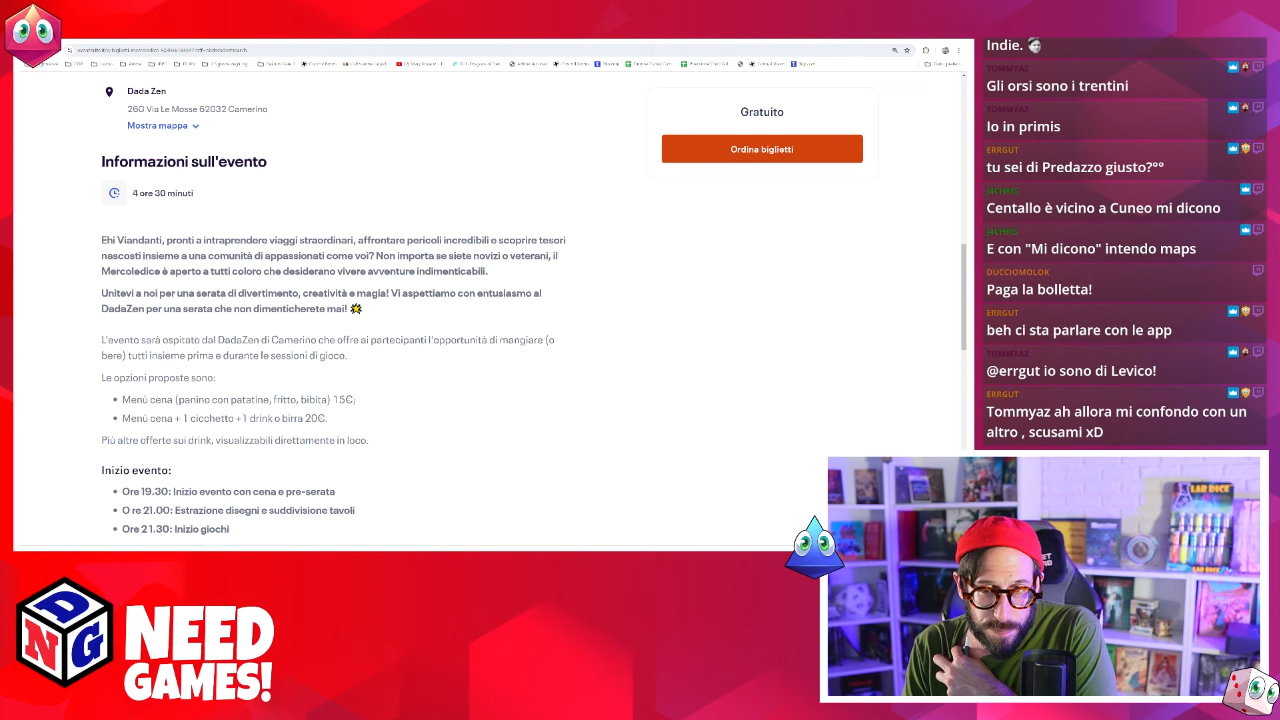 Dada Zen
26G Via Le Mosse 62032 Camerino
Mostra mappa
Informazioni sull'evento
4 ore 30 minuti
Ehi Viandanti, pronti a intraprendere viaggi straordinari, affrontare pericoli incredibili e scoprire tesori
nascosti insieme a una comunità di appassionati come voi? Non importa se siete novizi o veterani, il
Mercoledice è aperto a tutti coloro che desiderano vivere avventure indimenticabili.
Unitevi a noi per una serata di divertimento, creatività e magia! Vi aspettiamo con entusiasmo al
DadaZen per una serata che non dimenticherete mai!
L'evento sarà ospitato dal DadaZen di Camerino che offre ai partecipanti l'opportunità di mangiare (o
bere) tutti insieme prima e durante le sessioni di gioco.
Le opzioni proposte sono:
Menù cena (panino con patatine, fritto, bibita) 15€;
Menù cena + 1 cicchetto +1 drink o birra 20€.
Più altre offerte sui drink, visualizzabili direttamente in loco.
Inizio evento:
Ore 19.30: Inizio evento con cena e pre-serata
O re 21.00: Estrazione disegni e suddivisione tavoli
Ore 21.30: Inizio giochi
Gratuito
Ordina biglietti
Indie.
TOMMYAZ
Gli orsi sono i trentini
TOMMYAZ
Io in primis
ERRGUT
tu sei di Predazzo giusto?°°
J4CHRIS
Centallo è vicino a Cuneo mi dicono
J4CHRIS
E con "Mi dicono" intendo maps
DUCCIOMOLOK
Paga la bolletta!
ERRGUT
beh ci sta parlare con le app
TOMMYAZ
@errgut io sono di Levico!
ERRGUT
Tommyaz ah allora mi confondo con un
altro , scusami xD
LAB DICE
DNG
NEED
GAMES!